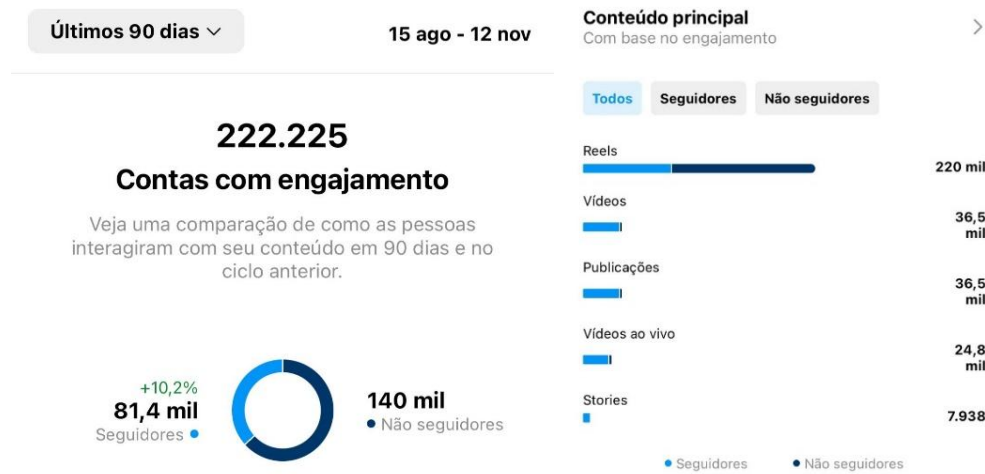 Últimos 90 dias
15 ago - 12 nov
222.225
Contas com engajamento
Veja uma comparação de como as pessoas
interagiram com seu conteúdo em 90 dias e no
ciclo anterior.
+10,2%
81,4 mil
Seguidores
140 mil
Não seguidores
Conteúdo principal
Com base no engajamento
Todos
Seguidores
Não seguidores
Reels
220 mil
Vídeos
36,5
mil
Publicações
36,5
mil
Vídeos ao vivo
24,8
mil
Stories
7.938
Seguidores
Não seguidores